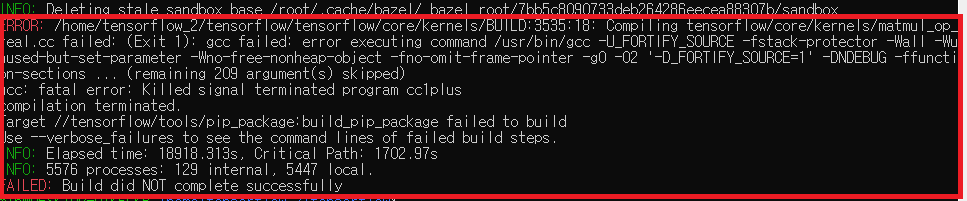 INFO: Deleting stale sandbox base /root/.cache/bazel/_bazel_root/7bb5c8090733deb264286eecea88307b/sandbox
ERROR: /home/tensorflow_2/tensorflow/tensorflow/core/kernels/BUILD:3535:18: Compiling tensorflow/core/kernels/matmul_op_
real.cc failed: (Exit 1): gcc failed: error executing command /usr/bin/gcc -U_FORTIFY_SOURCE -fstack-protector -Wall -Wu
nused-but-set-parameter -Wno-free-nonheap-object -fno-omit-frame-pointer -g0 -O2 '-D_FORTIFY_SOURCE=1' -DNDEBUG -ffuncti
on-sections ... (remaining 209 argument(s) skipped)
gcc: fatal error: Killed signal terminated program cc1plus
compilation terminated.
Target //tensorflow/tools/pip_package:build_pip_package failed to build
Use --verbose_failures to see the command lines of failed build steps.
INFO: Elapsed time: 18918.313s, Critical Path: 1702.97s
INFO: 5576 processes: 129 internal, 5447 local.
FAILED: Build did NOT complete successfully